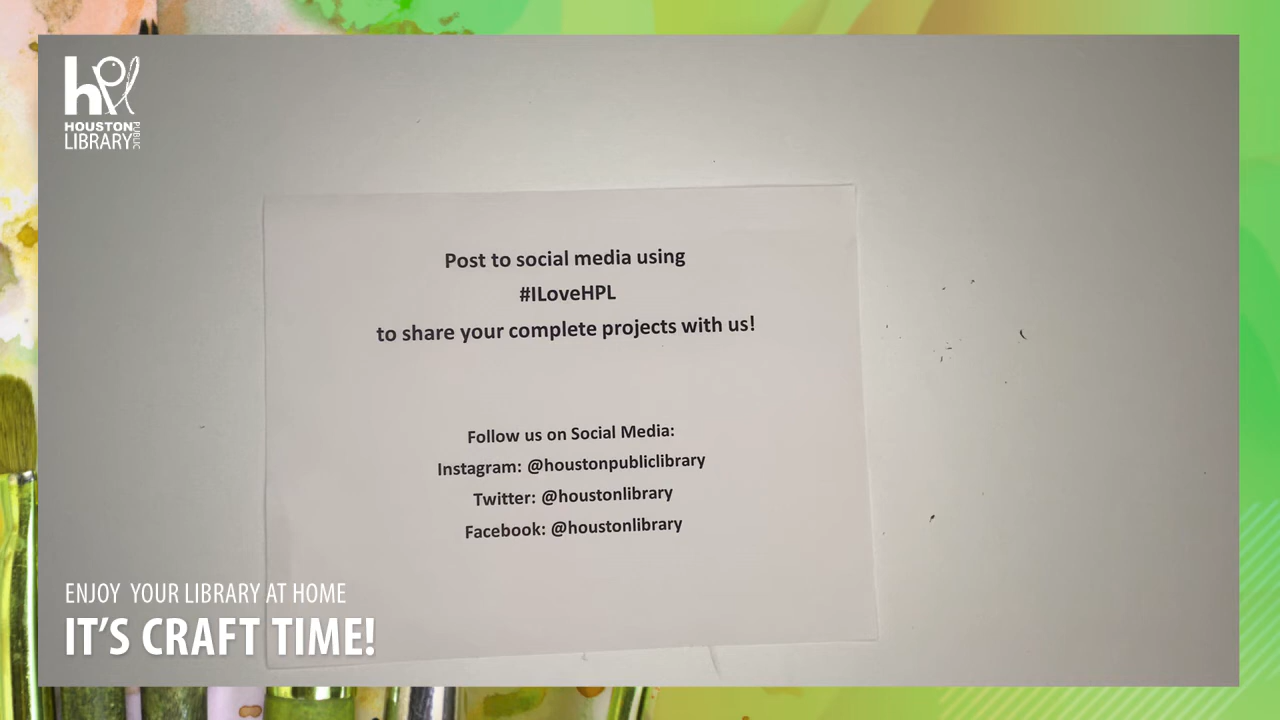 hpl
HOUSTON
PUBLIC
LIBRARY
Post to social media using
#ILoveHPL
to share your complete projects with us!
Follow us on Social Media:
Instagram: @houstonpubliclibrary
Twitter: @houstonlibrary
Facebook: @houstonlibrary
ENJOY YOUR LIBRARY AT HOME
IT'S CRAFT TIME!